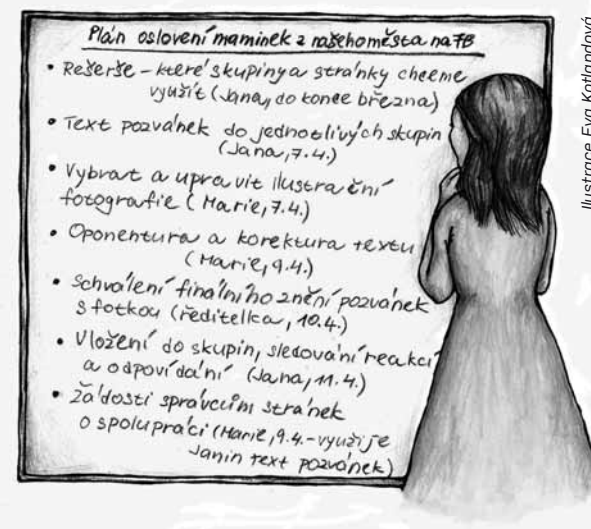 Plán oslovení maminek z našeho města na FB
• Rešerše – které skupiny a stránky chceme
využít (Jana, do konce března)
• Text pozvánek do jednotlivých skupin
(Jana, 7.4.)
• Vybrat a upravit ilustrační
fotografie (Marie, 7.4.)
• Oponentura a korektura textu
(Marie, 9.4.)
• Schválení finálního znění pozvánek
s fotkou (ředitelka, 10.4.)
• Vložení do skupin, sledování reakcí
a odpovídání (Jana, 11.4.)
• Žádosti správcům stránek
o spolupráci (Marie, 9.4. – využije
Janin text pozvánek)
Ilustrace Eva Kotlandová